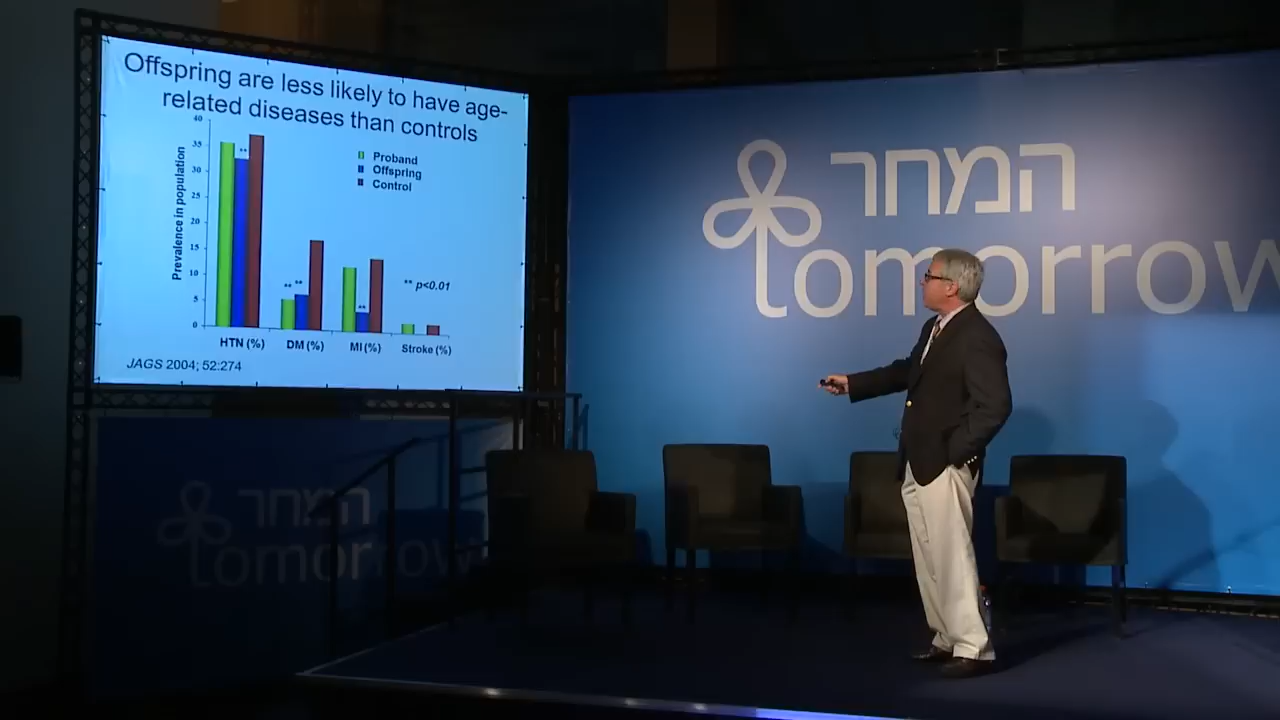 Offspring are less likely to have age-
related diseases than controls
Prevalence in population
40
35
30
25
20
15
10
5
0
**
** **
**
Proband
Offspring
Control
** p<0.01
HTN (%)
DM (%)
MI (%)
Stroke (%)
JAGS 2004; 52:274
המחר
tomorrow
המחר
tomorrow